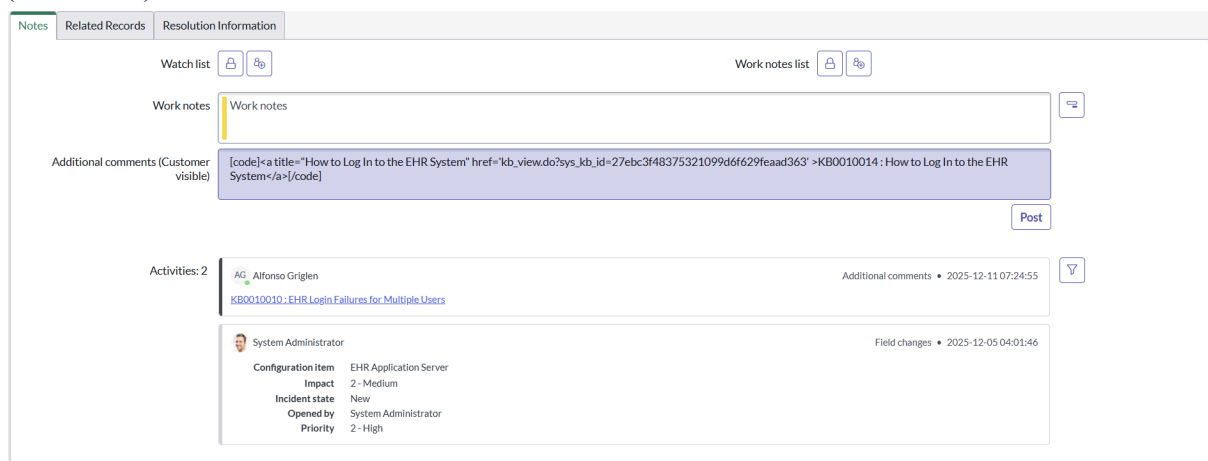 Notes
Related Records
Resolution Information
Watch list
Work notes list
Work notes
Work notes
Additional comments (Customer
visible)
[code]<a title="How to Log In to the EHR System" href='kb_view.do?sys_kb_id=27ebc3f48375321099d6f629feaad363' >KB0010014 : How to Log In to the EHR
System</a>[/code]
Post
Activities: 2
AG Alfonso Griglen
Additional comments • 2025-12-11 07:24:55
KB0010010 : EHR Login Failures for Multiple Users
System Administrator
Field changes • 2025-12-05 04:01:46
Configuration item EHR Application Server
Impact 2 - Medium
Incident state New
Opened by System Administrator
Priority 2 - High